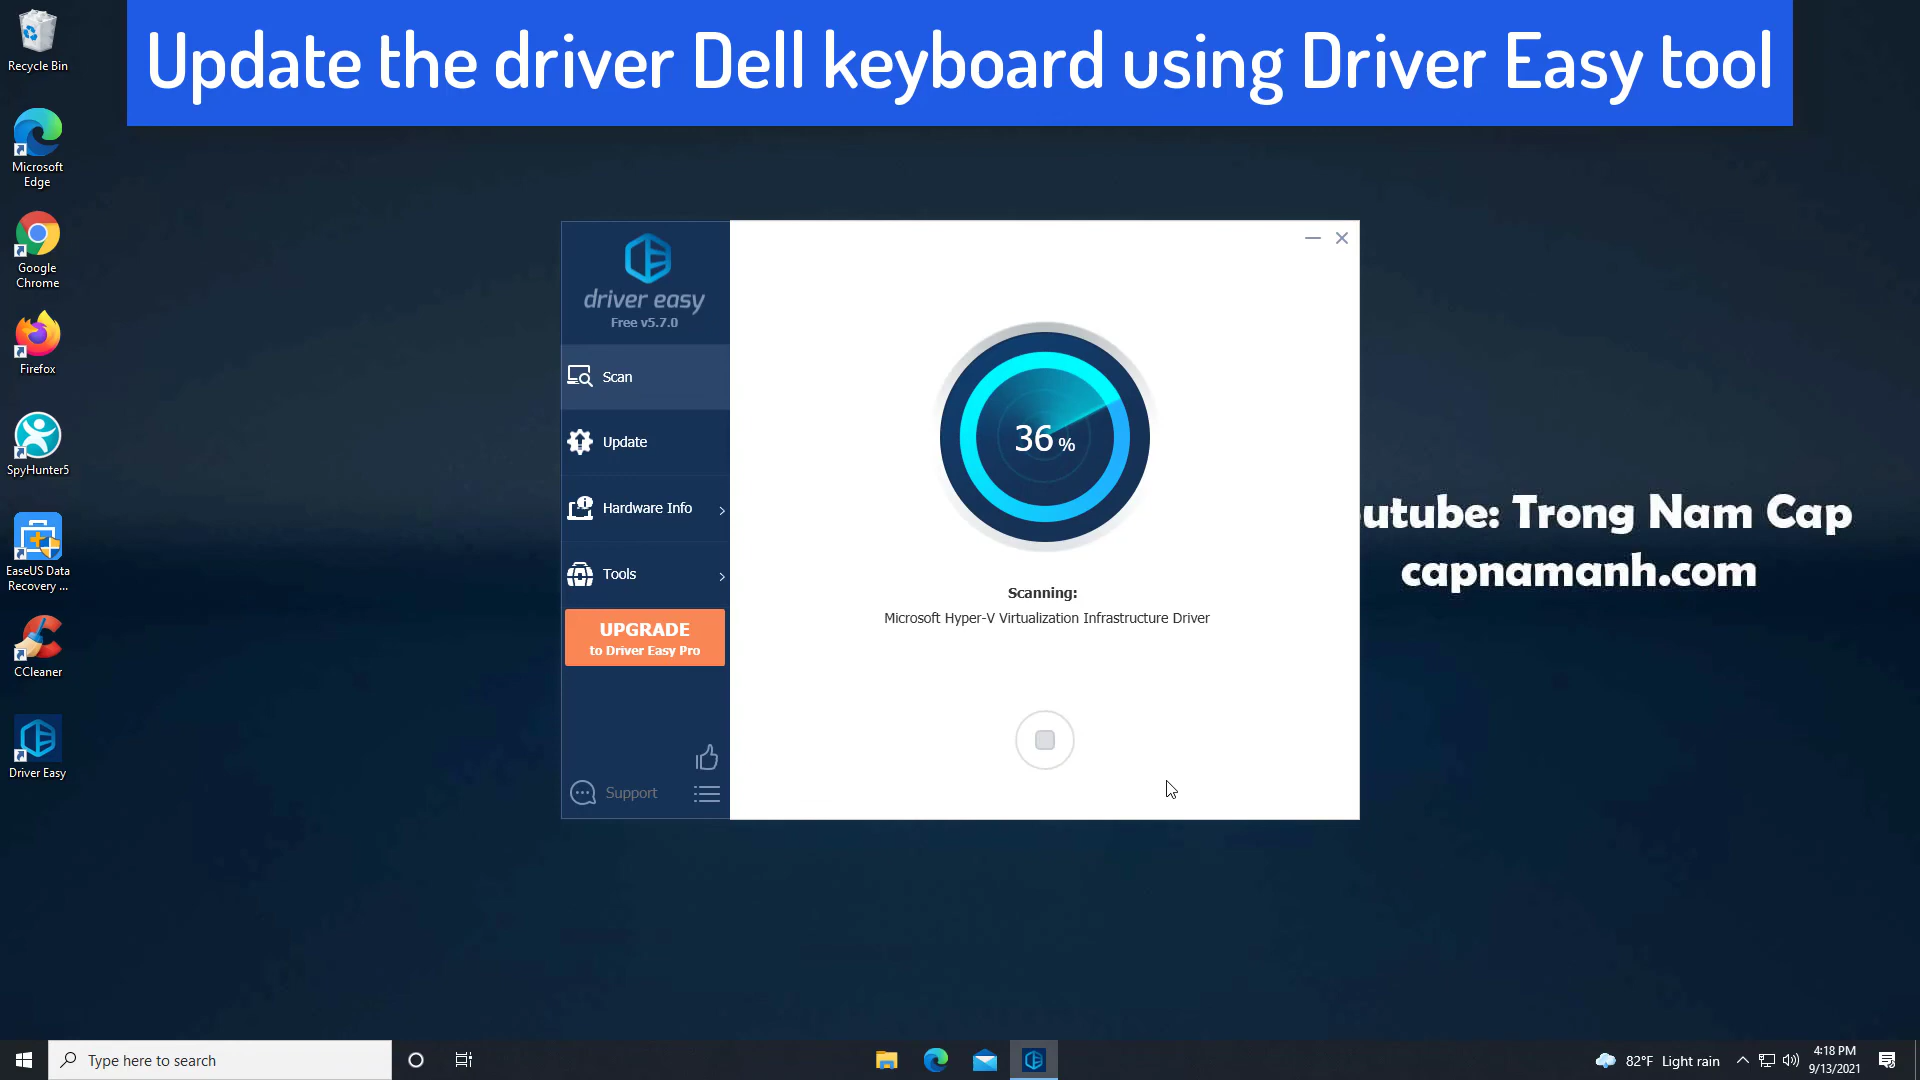 Update the driver Dell keyboard using Driver Easy tool
Recycle Bin
Microsoft
Edge
Google
Chrome
Firefox
SpyHunter5
EaseUS Data
Recovery ...
CCleaner
Driver Easy
driver easy
Free v5.7.0
Scan
Update
Hardware Info
Tools
UPGRADE
to Driver Easy Pro
Support
36 %
Scanning:
Microsoft Hyper-V Virtualization Infrastructure Driver
utube: Trong Nam Cap
capnamanh.com
Type here to search
82°F Light rain
4:18 PM
9/13/2021